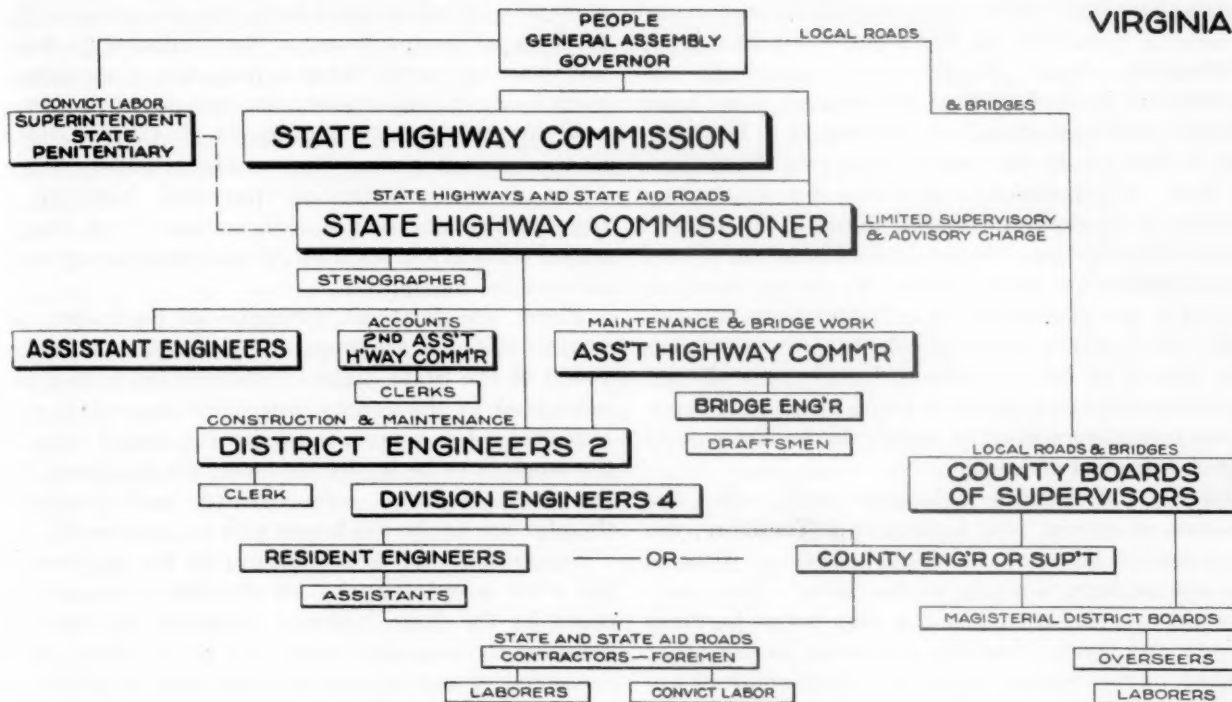 VIRGINIA
PEOPLE
GENERAL ASSEMBLY
GOVERNOR
LOCAL ROADS
& BRIDGES
CONVICT LABOR
SUPERINTENDENT
STATE
PENITENTIARY
STATE HIGHWAY COMMISSION
STATE HIGHWAYS AND STATE AID ROADS
STATE HIGHWAY COMMISSIONER
LIMITED SUPERVISORY
& ADVISORY CHARGE
STENOGRAPHER
ASSISTANT ENGINEERS
ACCOUNTS
2ND ASS'T
H'WAY COMM'R
CLERKS
MAINTENANCE & BRIDGE WORK
ASS'T HIGHWAY COMM'R
BRIDGE ENG'R
DRAFTSMEN
CONSTRUCTION & MAINTENANCE
DISTRICT ENGINEERS 2
CLERK
DIVISION ENGINEERS 4
LOCAL ROADS & BRIDGES
COUNTY BOARDS
OF SUPERVISORS
RESIDENT ENGINEERS
OR
COUNTY ENG'R OR SUP'T
ASSISTANTS
MAGISTERIAL DISTRICT BOARDS
STATE AND STATE AID ROADS
CONTRACTORS — FOREMEN
OVERSEERS
LABORERS
CONVICT LABOR
LABORERS